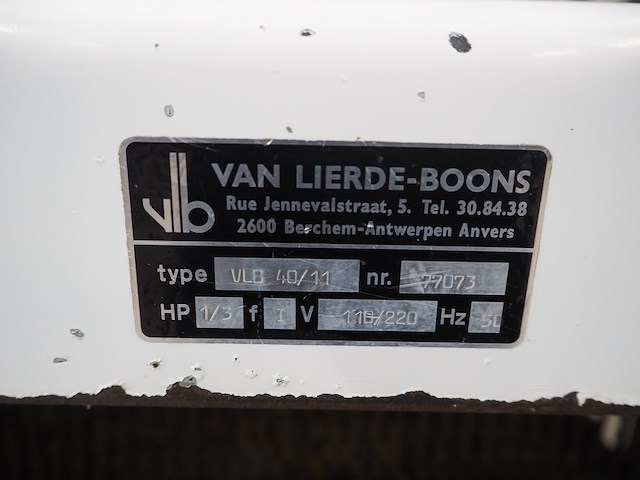 vlb
VAN LIERDE-BOONS
Rue Jennevalstraat, 5. Tel. 30.84.38
2600 Berchem-Antwerpen Anvers
type VLB 40/11 nr. 77073
HP 1/3 f I V 110/220 Hz 50